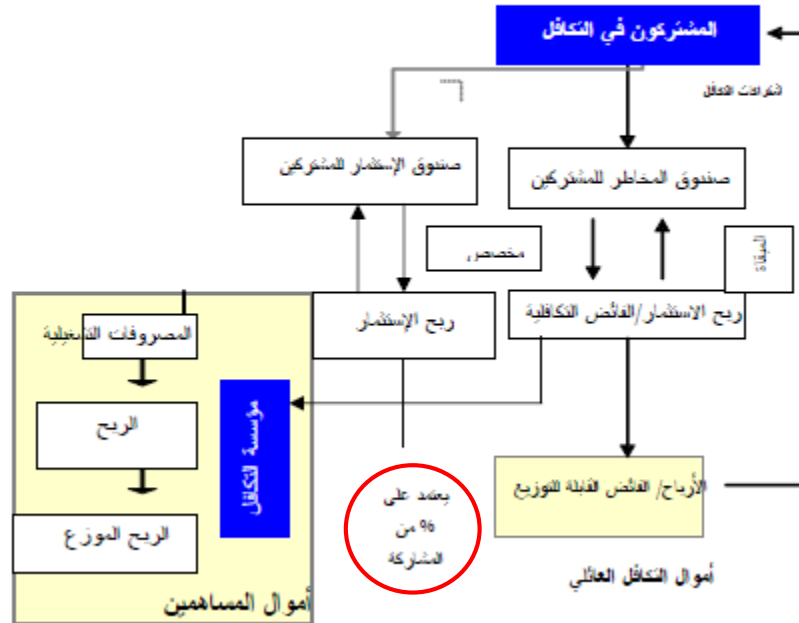 المشتركون في التكافل
اشتراكات التكافل
صندوق الإستثمار للمشتركين
صندوق المخاطر للمشتركين
مخصص
المبقاة
ربح الإستثمار
ربح الاستثمار/الفائض التكافلية
المصروفات التشغيلية
الربح
الربح الموزع
مؤسسة التكافل
يعتمد على
% من
المشاركة
الأرباح/ الفائض القابلة للتوزيع
أموال التكافل العائلي
أموال المساهمين